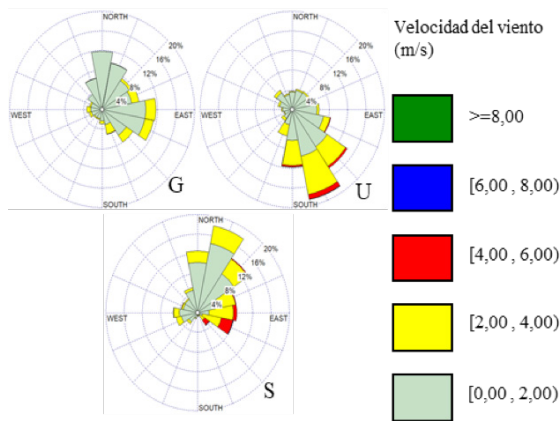 NORTH
20%
16%
12%
8%
4%
WEST
EAST
SOUTH
G
NORTH
20%
16%
12%
8%
4%
WEST
EAST
SOUTH
U
NORTH
20%
16%
12%
8%
4%
WEST
EAST
SOUTH
S
Velocidad del viento
(m/s)
>=8,00
[6,00 , 8,00)
[4,00 , 6,00)
[2,00 , 4,00)
[0,00 , 2,00)